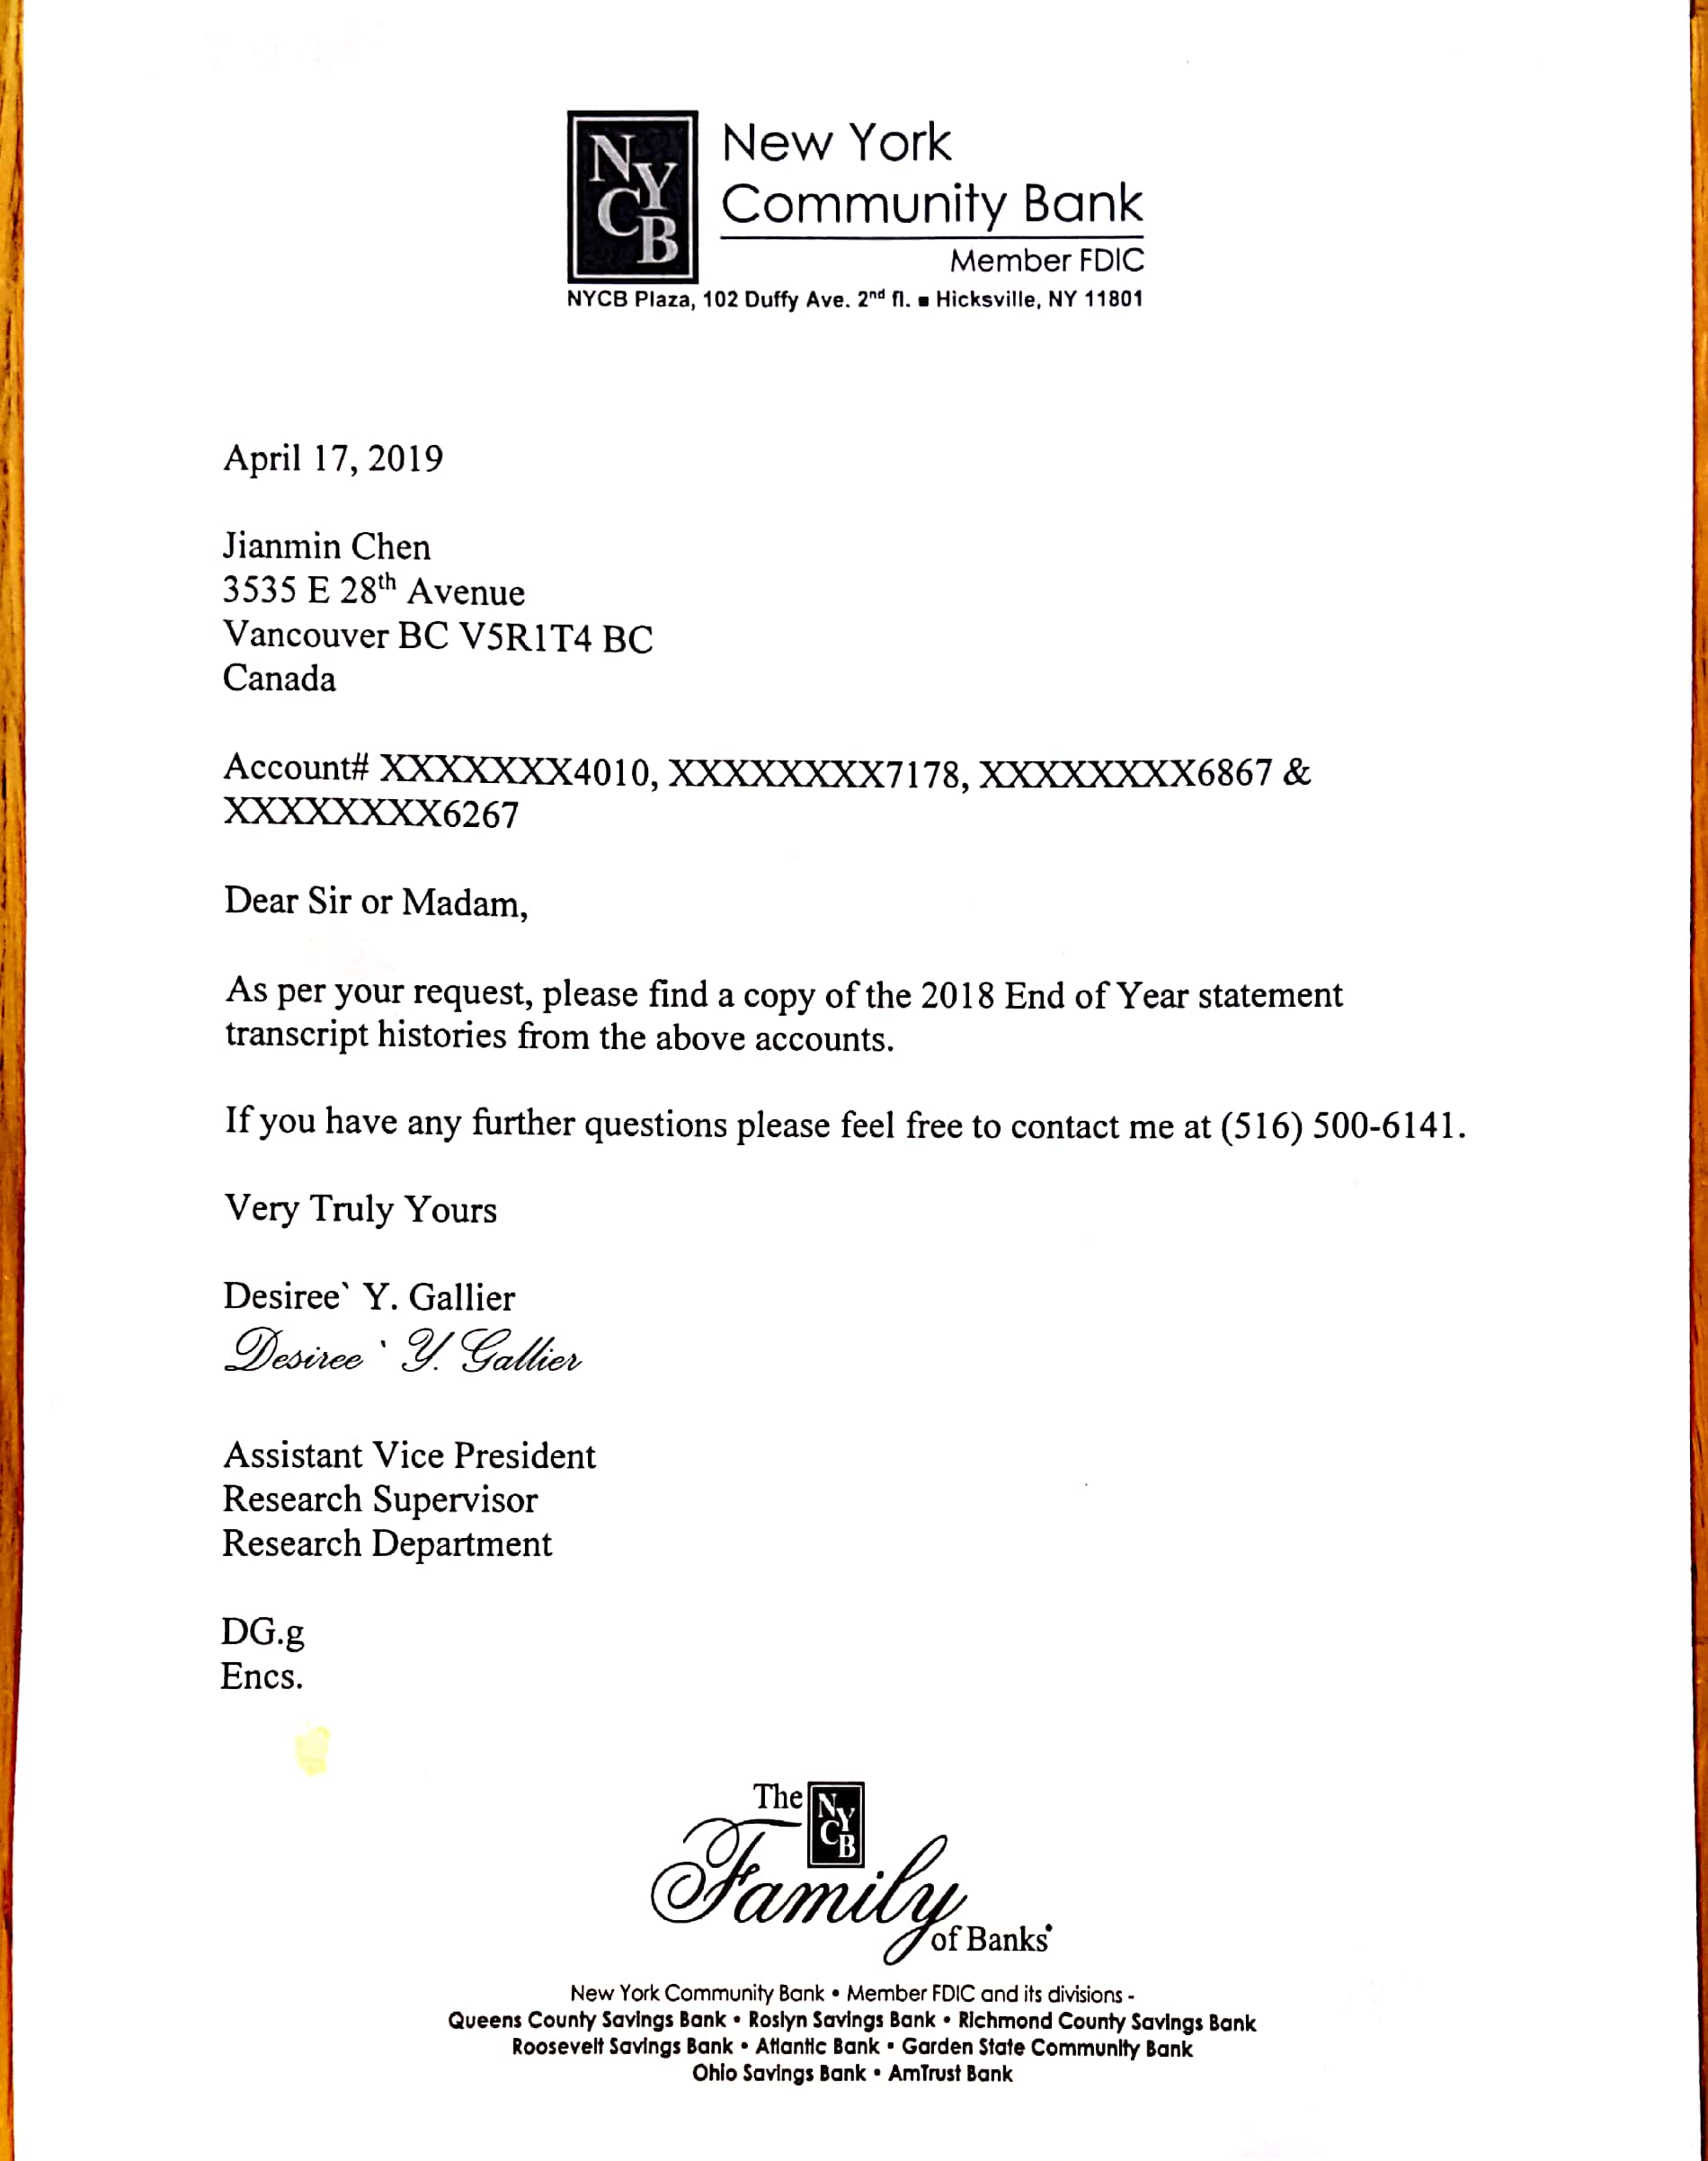 NYCB
New York
Community Bank
Member FDIC
NYCB Plaza, 102 Duffy Ave. 2nd fl. ▪ Hicksville, NY 11801
April 17, 2019
Jianmin Chen
3535 E 28th Avenue
Vancouver BC V5R1T4 BC
Canada
Account# XXXXXXX4010, XXXXXXXX7178, XXXXXXXX6867 &
XXXXXXXX6267
Dear Sir or Madam,
As per your request, please find a copy of the 2018 End of Year statement
transcript histories from the above accounts.
If you have any further questions please feel free to contact me at (516) 500-6141.
Very Truly Yours
Desiree` Y. Gallier
Desiree ` Y. Gallier
Assistant Vice President
Research Supervisor
Research Department
DG.g
Encs.
The NYCB
Family
of Banks
New York Community Bank • Member FDIC and its divisions -
Queens County Savings Bank • Roslyn Savings Bank • Richmond County Savings Bank
Roosevelt Savings Bank • Atlantic Bank • Garden State Community Bank
Ohio Savings Bank • AmTrust Bank